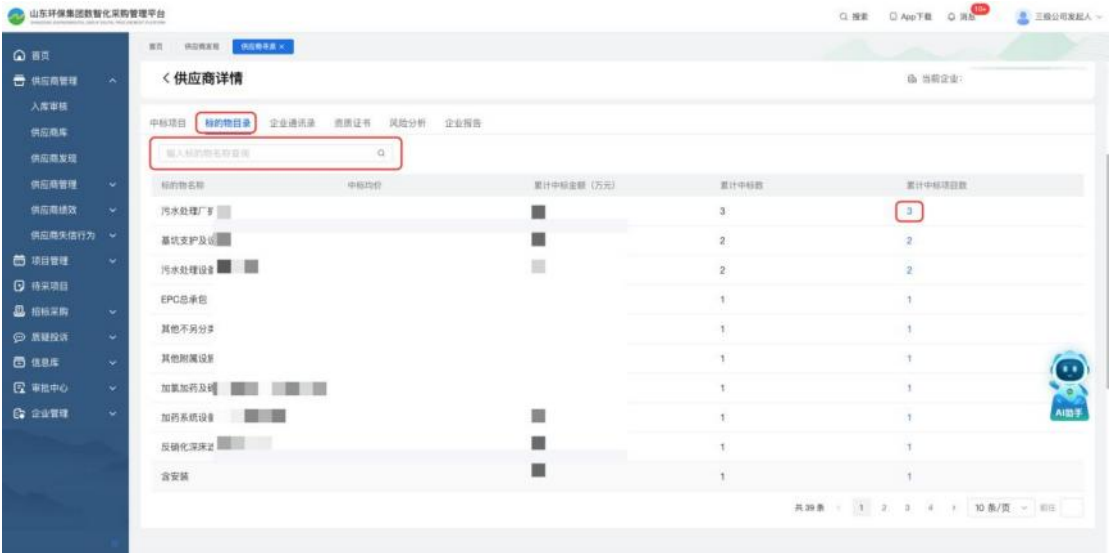 山东环保集团数智化采购管理平台
搜索 App下载 消息 10+ 三级公司发起人
首页 供应商发现 供应商寻源 ×
首页
供应商管理
入库审核
供应商库
供应商发现
供应商管理
供应商绩效
供应商失信行为
项目管理
待采项目
招标采购
质疑投诉
信息库
审批中心
企业管理
供应商详情
当前企业:
中标项目 标的物目录 企业通讯录 资质证书 风险分析 企业报告
输入标的物名称查询
标的物名称 中标均价 累计中标金额（万元） 累计中标数 累计中标项目数
污水处理厂扩 3 3
基坑支护及 2 2
污水处理设备 2 2
EPC总承包 1 1
其他不另分类 1 1
其他附属设施 1 1
加氯加药及 1 1
加药系统设备 1 1
反硝化深床 1 1
含安装 1 1
共 39 条 1 2 3 4 10 条/页 前往
AI助手